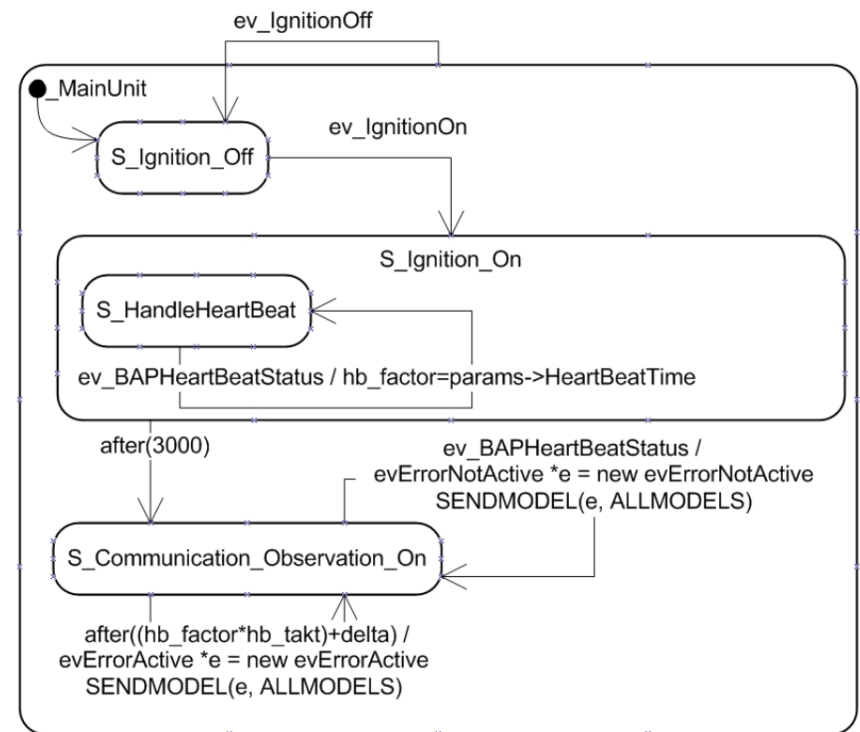 ev_IgnitionOff
_MainUnit
ev_IgnitionOn
S_Ignition_Off
S_Ignition_On
S_HandleHeartBeat
ev_BAPHeartBeatStatus / hb_factor=params->HeartBeatTime
after(3000)
ev_BAPHeartBeatStatus /
evErrorNotActive *e = new evErrorNotActive
SENDMODEL(e, ALLMODELS)
S_Communication_Observation_On
after((hb_factor*hb_takt)+delta) /
evErrorActive *e = new evErrorActive
SENDMODEL(e, ALLMODELS)